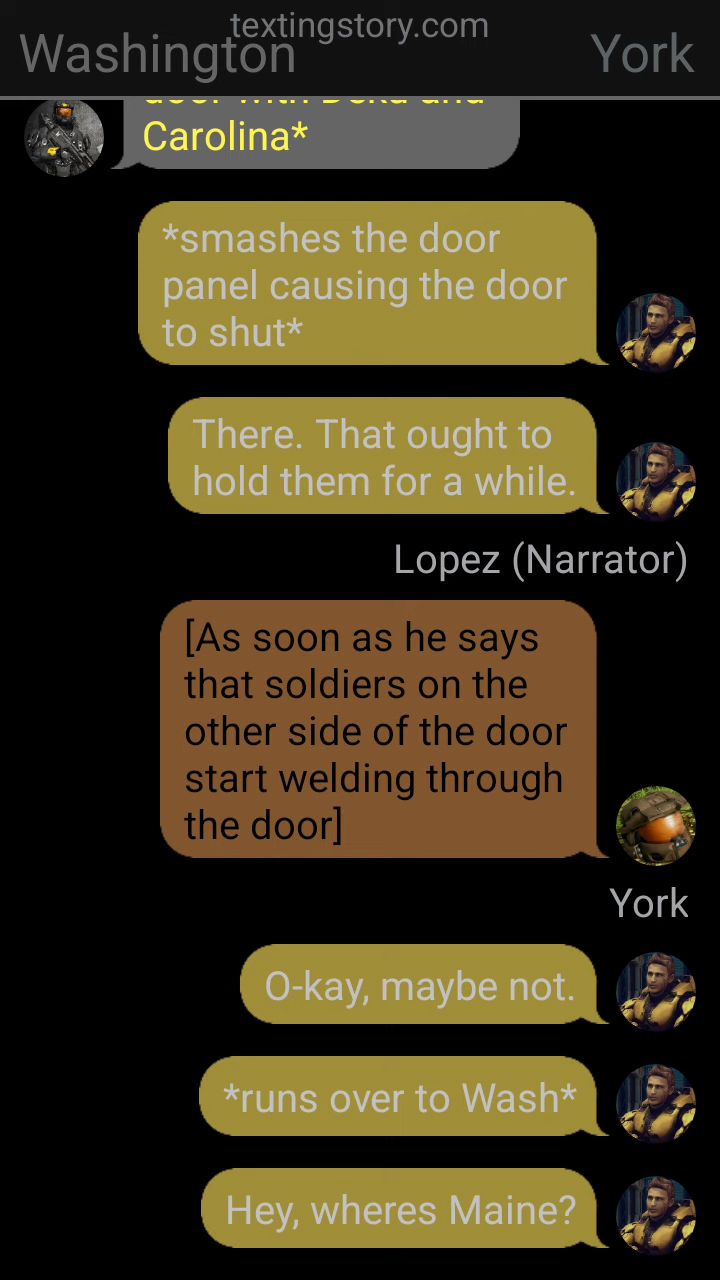 textingstory.com
Washington
York
Carolina*
*smashes the door
panel causing the door
to shut*
There. That ought to
hold them for a while.
Lopez (Narrator)
[As soon as he says
that soldiers on the
other side of the door
start welding through
the door]
York
O-kay, maybe not.
*runs over to Wash*
Hey, wheres Maine?